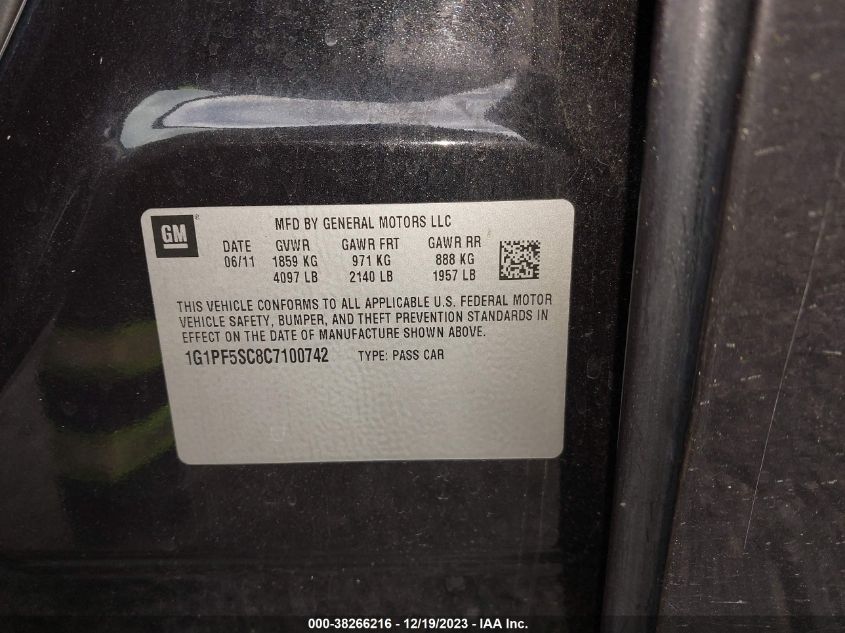 GM ®
MFD BY GENERAL MOTORS LLC
DATE GVWR GAWR FRT GAWR RR
06/11 1859 KG 971 KG 888 KG
4097 LB 2140 LB 1957 LB
THIS VEHICLE CONFORMS TO ALL APPLICABLE U.S. FEDERAL MOTOR
VEHICLE SAFETY, BUMPER, AND THEFT PREVENTION STANDARDS IN
EFFECT ON THE DATE OF MANUFACTURE SHOWN ABOVE.
1G1PF5SC8C7100742 TYPE: PASS CAR
000-38266216 - 12/19/2023 - IAA Inc.